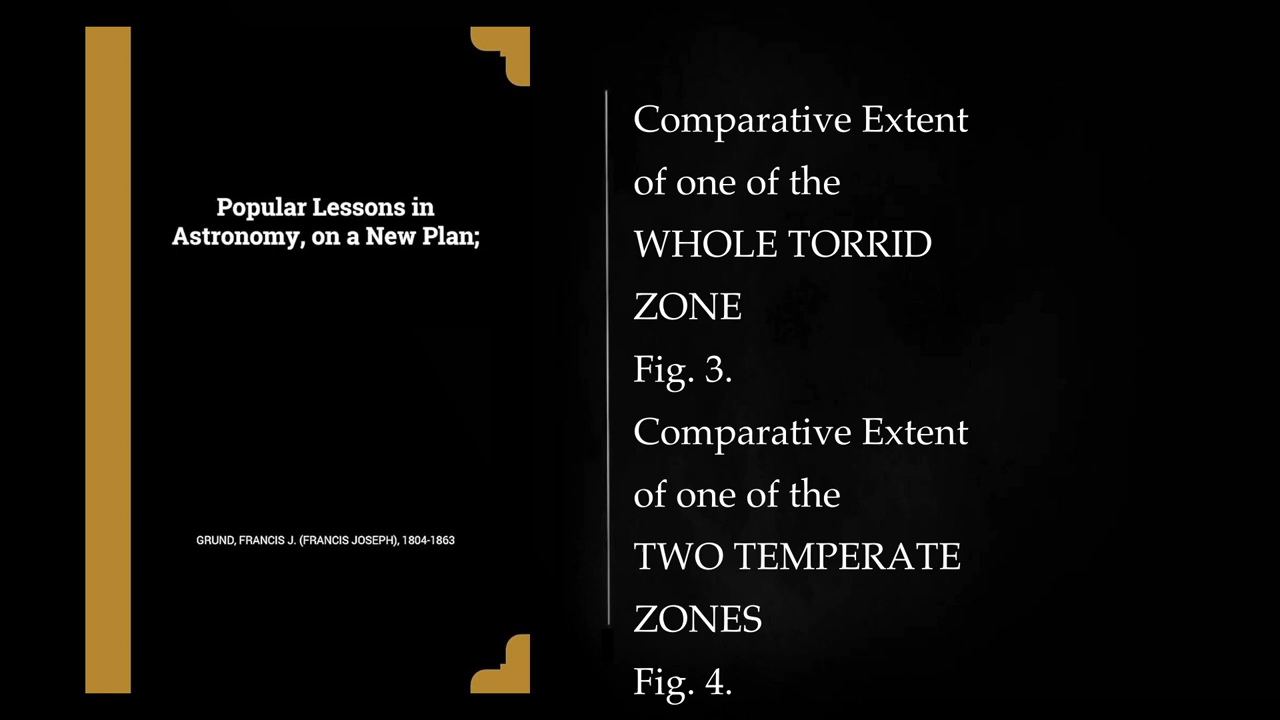 Popular Lessons in
Astronomy, on a New Plan;
GRUND, FRANCIS J. (FRANCIS JOSEPH), 1804-1863
Comparative Extent
of one of the
WHOLE TORRID
ZONE
Fig. 3.
Comparative Extent
of one of the
TWO TEMPERATE
ZONES
Fig. 4.